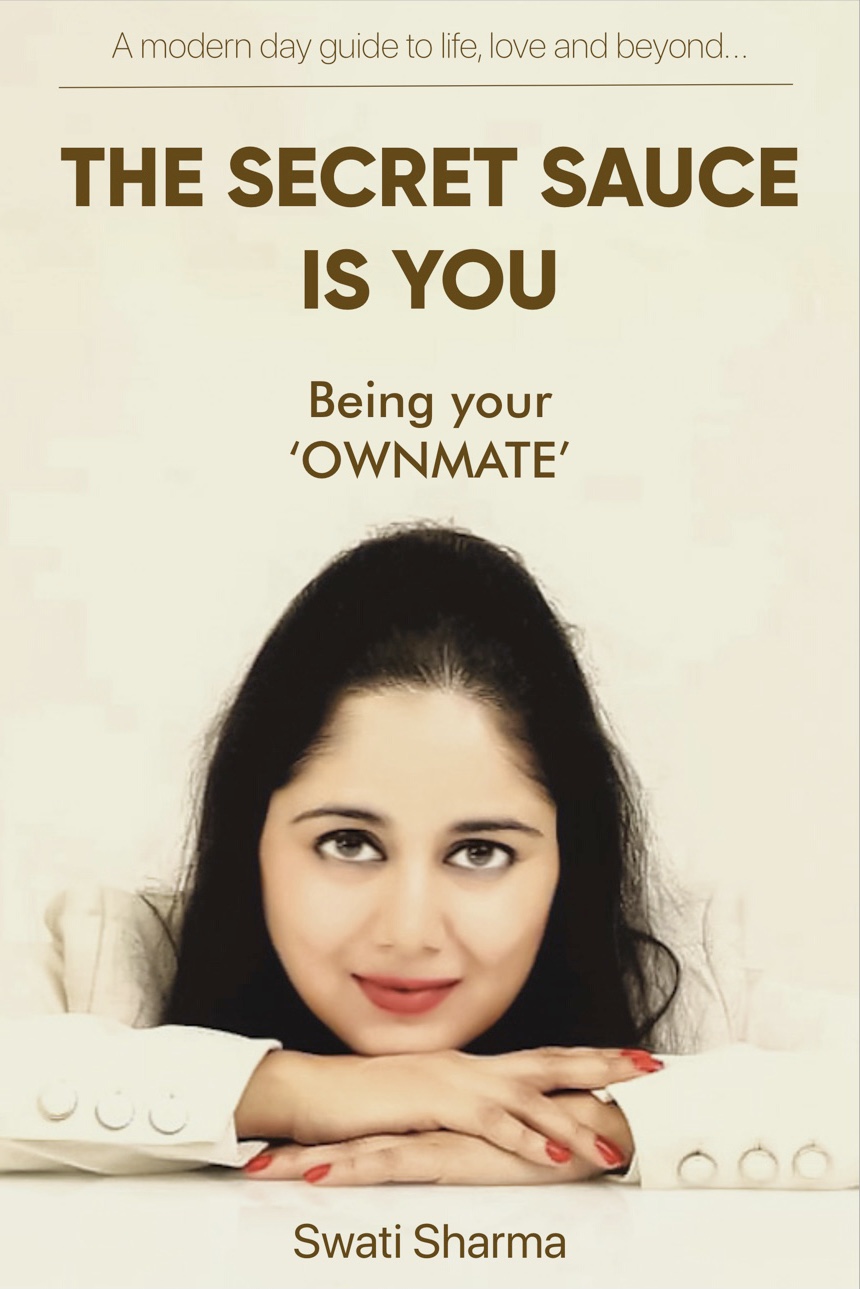 A modern day guide to life, love and beyond...
THE SECRET SAUCE
IS YOU
Being your
‘OWNMATE’
Swati Sharma